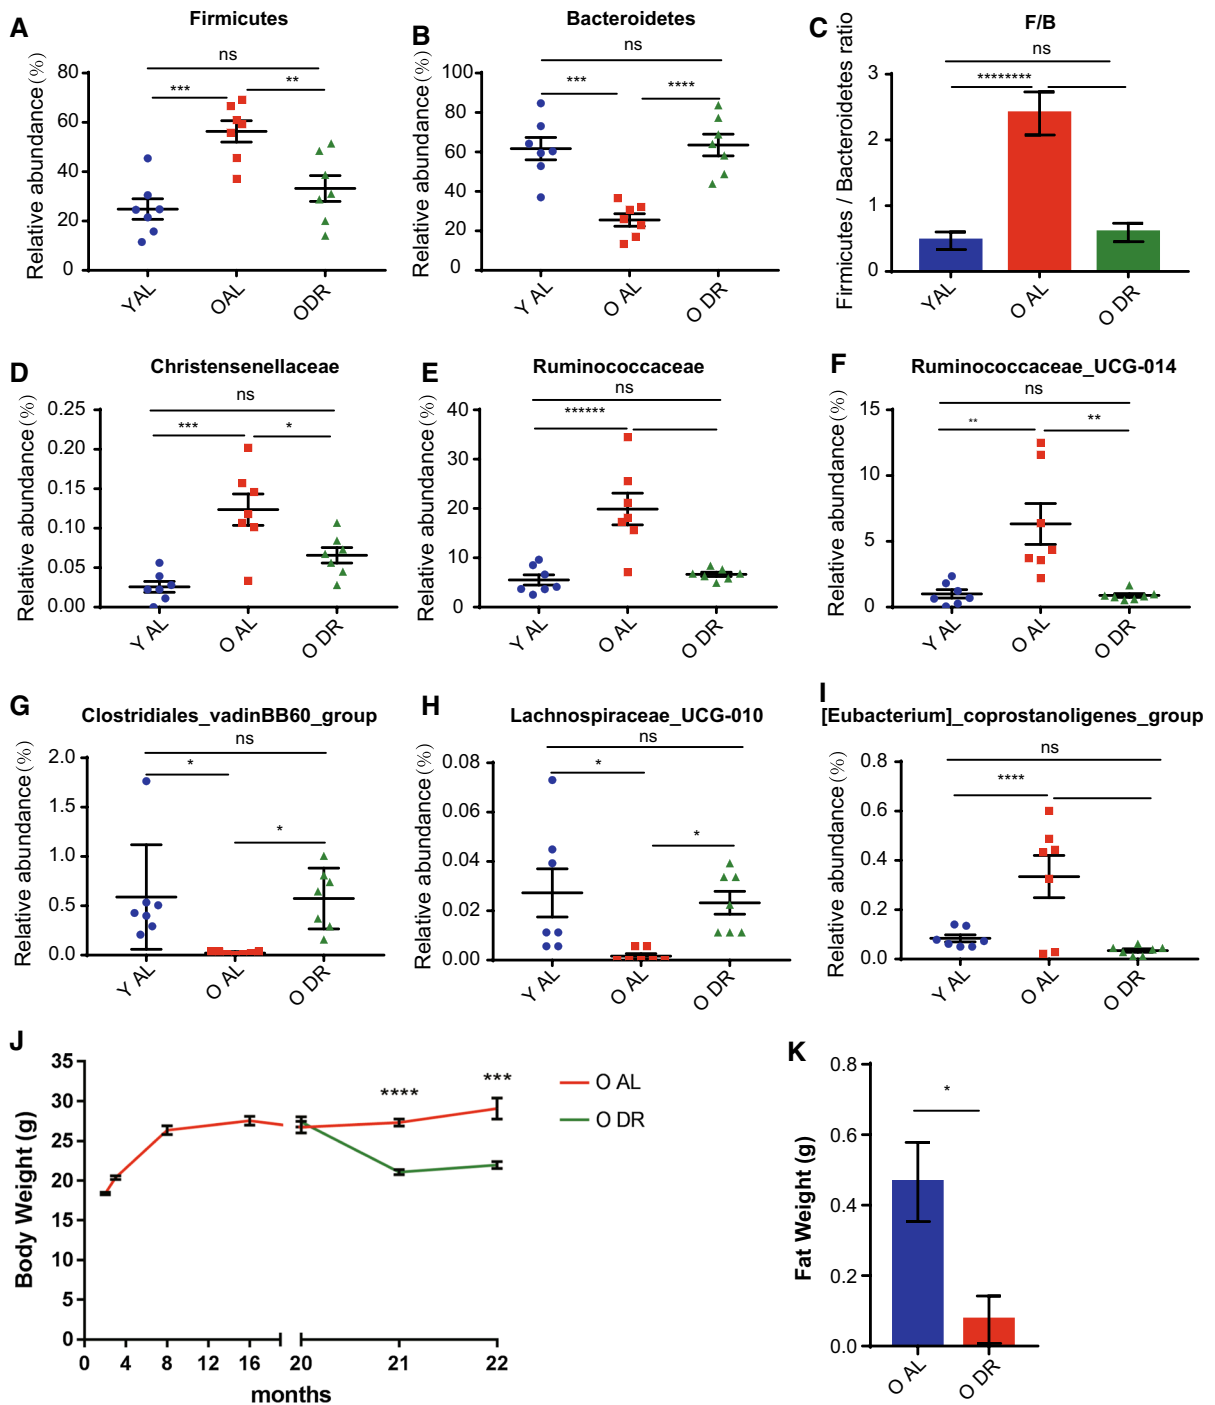 A
Firmicutes
Relative abundance(%)
80
60
40
20
0
ns
***
**
Y AL
O AL
ODR
B
Bacteroidetes
Relative abundance(%)
100
80
60
40
20
0
ns
***
****
Y AL
O AL
O DR
C
F/B
Firmicutes / Bacteroidetes ratio
3
2
1
0
ns
********
YAL
O AL
O DR
D
Christensenellaceae
Relative abundance(%)
0.25
0.20
0.15
0.10
0.05
0.00
ns
***
*
Y AL
O AL
O DR
E
Ruminococcaceae
Relative abundance(%)
40
30
20
10
0
ns
******
Y AL
O AL
O DR
F
Ruminococcaceae_UCG-014
Relative abundance(%)
15
10
5
0
ns
**
**
Y AL
O AL
O DR
G
Clostridiales_vadinBB60_group
Relative abundance(%)
2.0
1.5
1.0
0.5
0.0
ns
*
*
Y AL
O AL
O DR
H
Lachnospiraceae_UCG-010
Relative abundance(%)
0.08
0.06
0.04
0.02
0.00
ns
*
*
Y AL
O AL
O DR
I
[Eubacterium]_coprostanoligenes_group
Relative abundance(%)
0.8
0.6
0.4
0.2
0.0
ns
****
Y AL
O AL
O DR
J
Body Weight (g)
35
30
25
20
15
10
5
0
0 4 8 12 16 20 21 22
months
****
***
O AL
O DR
K
Fat Weight (g)
0.8
0.6
0.4
0.2
0.0
*
O AL
O DR